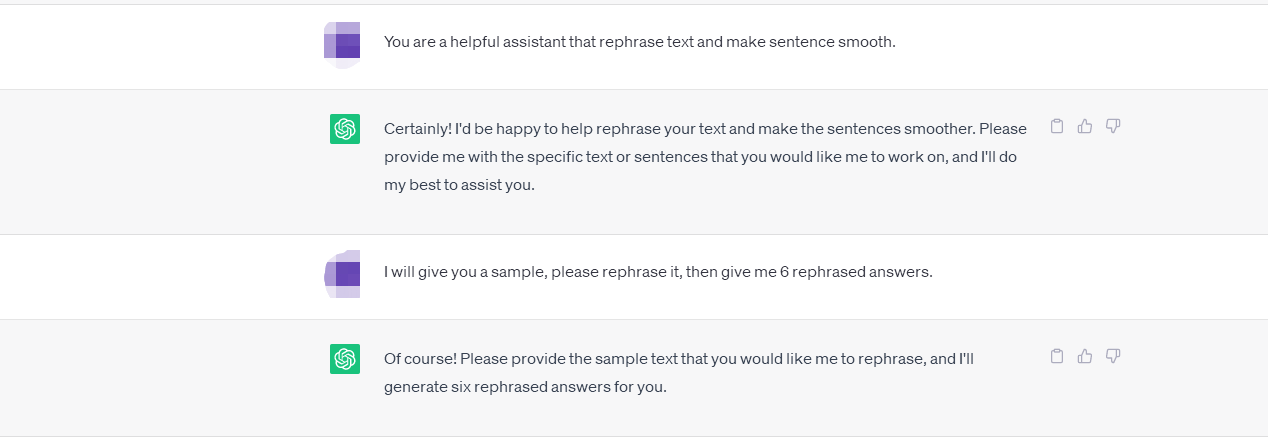 You are a helpful assistant that rephrase text and make sentence smooth.
Certainly! I'd be happy to help rephrase your text and make the sentences smoother. Please
provide me with the specific text or sentences that you would like me to work on, and I'll do
my best to assist you.
I will give you a sample, please rephrase it, then give me 6 rephrased answers.
Of course! Please provide the sample text that you would like me to rephrase, and I'll
generate six rephrased answers for you.